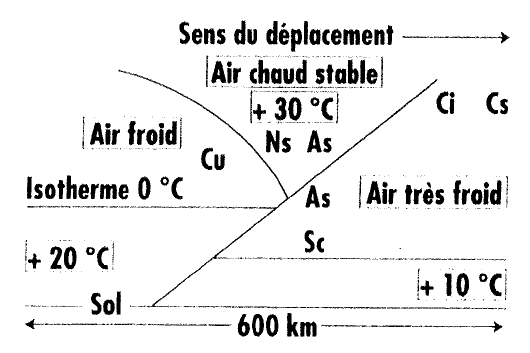 Sens du déplacement
Air chaud stable
+ 30 °C
Ci Cs
Air froid
Ns As
Cu
Isotherme 0 °C
As
Air très froid
Sc
+ 20 °C
+ 10 °C
Sol
600 km